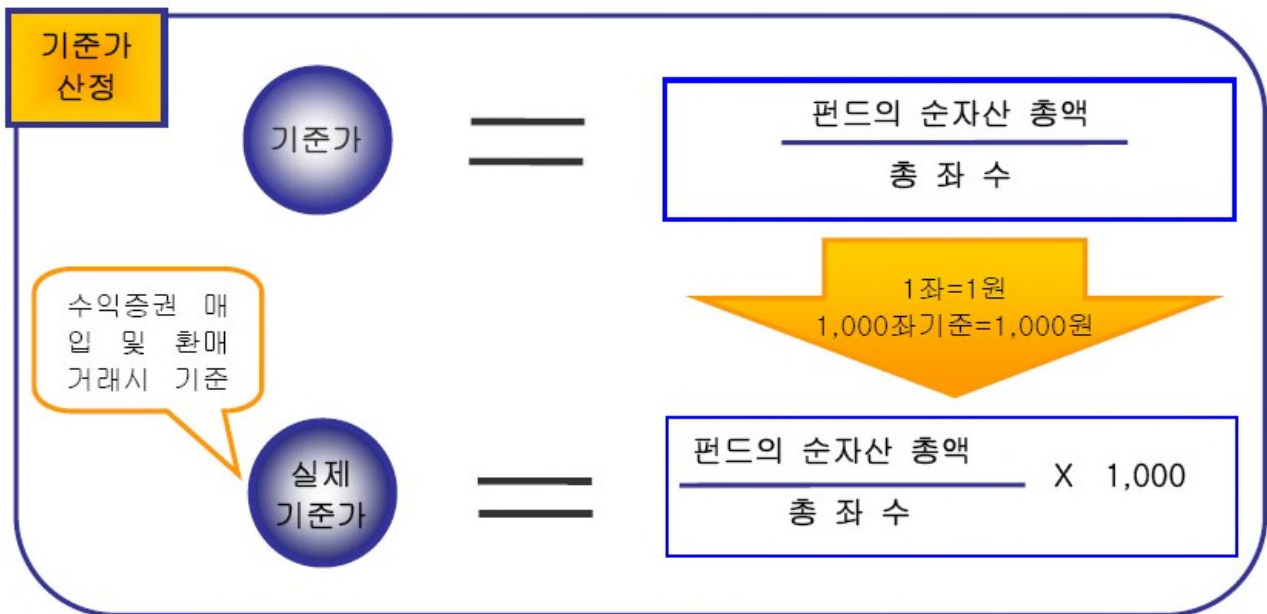 기준가
산정
기준가
펀드의 순자산 총액
총 좌 수
1좌=1원
1,000좌기준=1,000원
수익증권 매
입 및 환매
거래시 기준
실제
기준가
펀드의 순자산 총액
X 1,000
총 좌 수